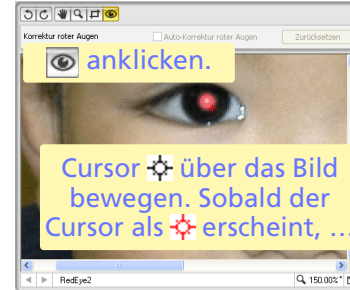 Korrektur roter Augen
Auto-Korrektur roter Augen
Zurücksetzen
anklicken.
Cursor über das Bild
bewegen. Sobald der
Cursor als erscheint, …
RedEye2
150.00%